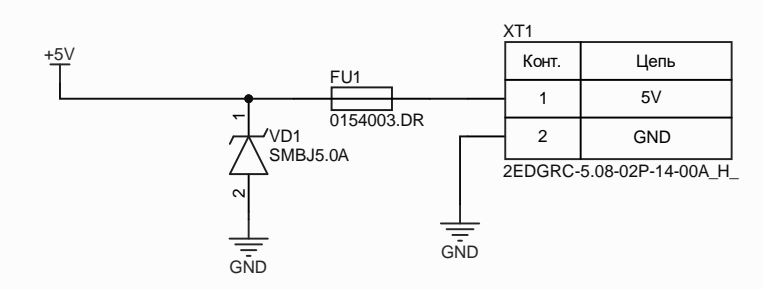 XT1
+5V
Конт.
Цепь
FU1
1
5V
0154003.DR
1
VD1
2
GND
SMBJ5.0A
2EDGRC-5.08-02P-14-00A_H_
2
GND
GND